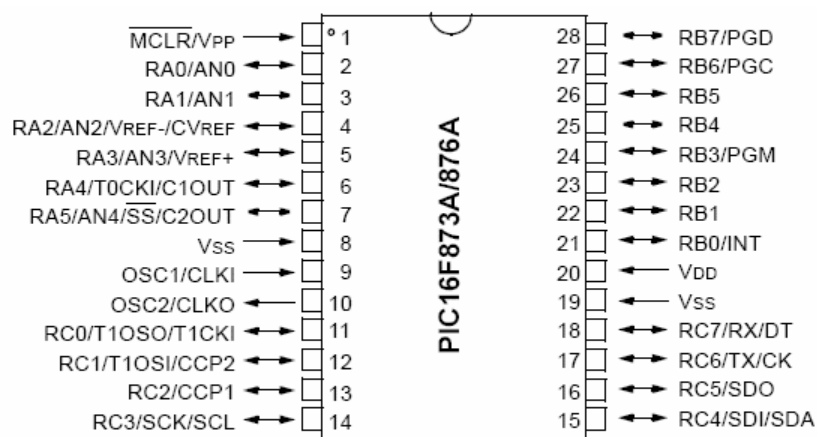 MCLR/VPP 1 28 RB7/PGD
RA0/AN0 2 27 RB6/PGC
RA1/AN1 3 26 RB5
RA2/AN2/VREF-/CVREF 4 25 RB4
RA3/AN3/VREF+ 5 24 RB3/PGM
RA4/T0CKI/C1OUT 6 23 RB2
RA5/AN4/SS/C2OUT 7 22 RB1
VSS 8 21 RB0/INT
OSC1/CLKI 9 20 VDD
OSC2/CLKO 10 19 VSS
RC0/T1OSO/T1CKI 11 18 RC7/RX/DT
RC1/T1OSI/CCP2 12 17 RC6/TX/CK
RC2/CCP1 13 16 RC5/SDO
RC3/SCK/SCL 14 15 RC4/SDI/SDA
PIC16F873A/876A